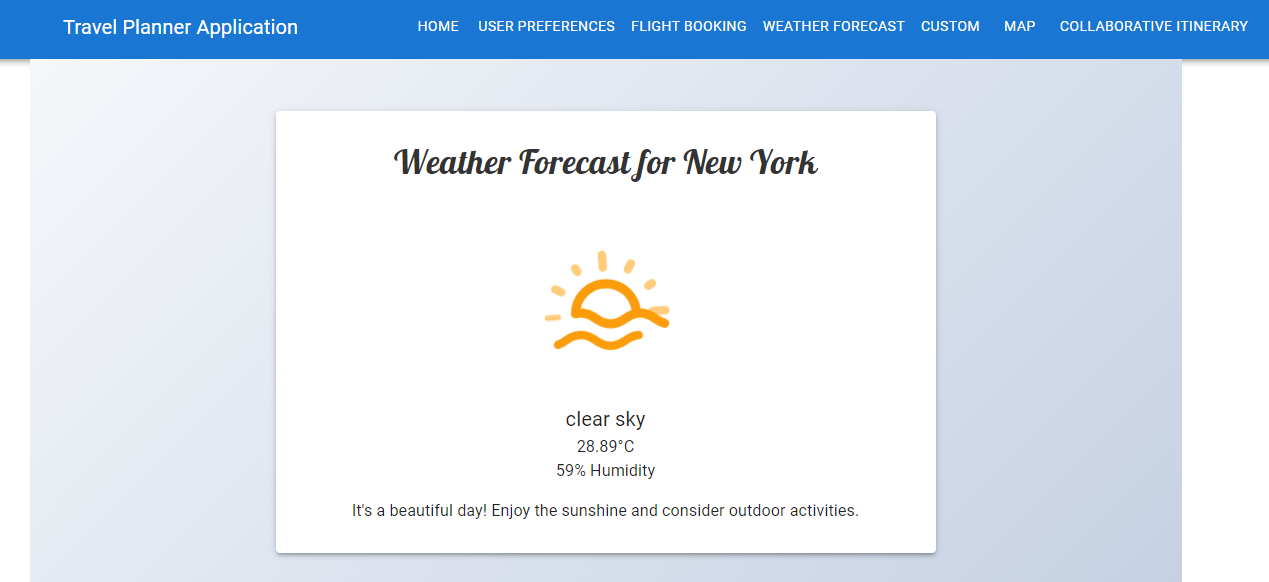 Travel Planner Application HOME USER PREFERENCES FLIGHT BOOKING WEATHER FORECAST CUSTOM MAP COLLABORATIVE ITINERARY
Weather Forecast for New York
clear sky
28.89°C
59% Humidity
It's a beautiful day! Enjoy the sunshine and consider outdoor activities.